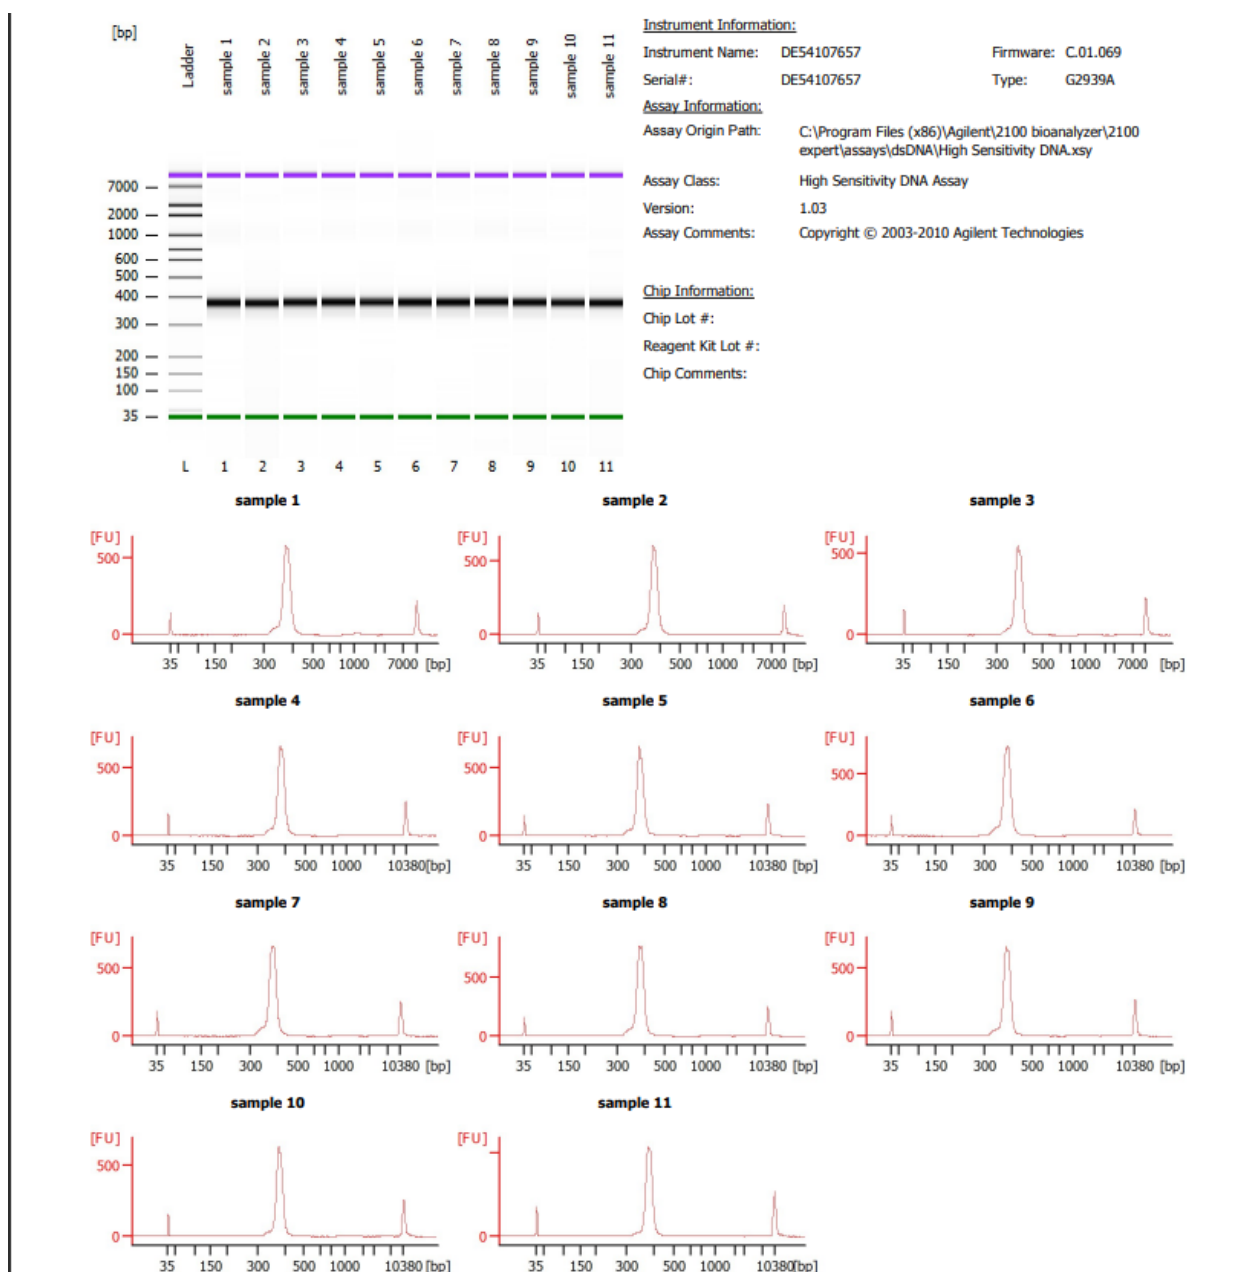 [bp]
Ladder
sample 1
sample 2
sample 3
sample 4
sample 5
sample 6
sample 7
sample 8
sample 9
sample 10
sample 11
7000
2000
1000
600
500
400
300
200
150
100
35
L 1 2 3 4 5 6 7 8 9 10 11
Instrument Information:
Instrument Name: DE54107657 Firmware: C.01.069
Serial#: DE54107657 Type: G2939A
Assay Information:
Assay Origin Path: C:\Program Files (x86)\Agilent\2100 bioanalyzer\2100
expert\assays\dsDNA\High Sensitivity DNA.xsy
Assay Class: High Sensitivity DNA Assay
Version: 1.03
Assay Comments: Copyright © 2003-2010 Agilent Technologies
Chip Information:
Chip Lot #:
Reagent Kit Lot #:
Chip Comments:
sample 1
[FU]
500
0
35 150 300 500 1000 7000 [bp]
sample 2
[FU]
500
0
35 150 300 500 1000 7000 [bp]
sample 3
[FU]
500
0
35 150 300 500 1000 7000 [bp]
sample 4
[FU]
500
0
35 150 300 500 1000 10380[bp]
sample 5
[FU]
500
0
35 150 300 500 1000 10380 [bp]
sample 6
[FU]
500
0
35 150 300 500 1000 10380 [bp]
sample 7
[FU]
500
0
35 150 300 500 1000 10380 [bp]
sample 8
[FU]
500
0
35 150 300 500 1000 10380 [bp]
sample 9
[FU]
500
0
35 150 300 500 1000 10380 [bp]
sample 10
[FU]
500
0
35 150 300 500 1000 10380 [bp]
sample 11
[FU]
0
35 150 300 500 1000 10380[bp]